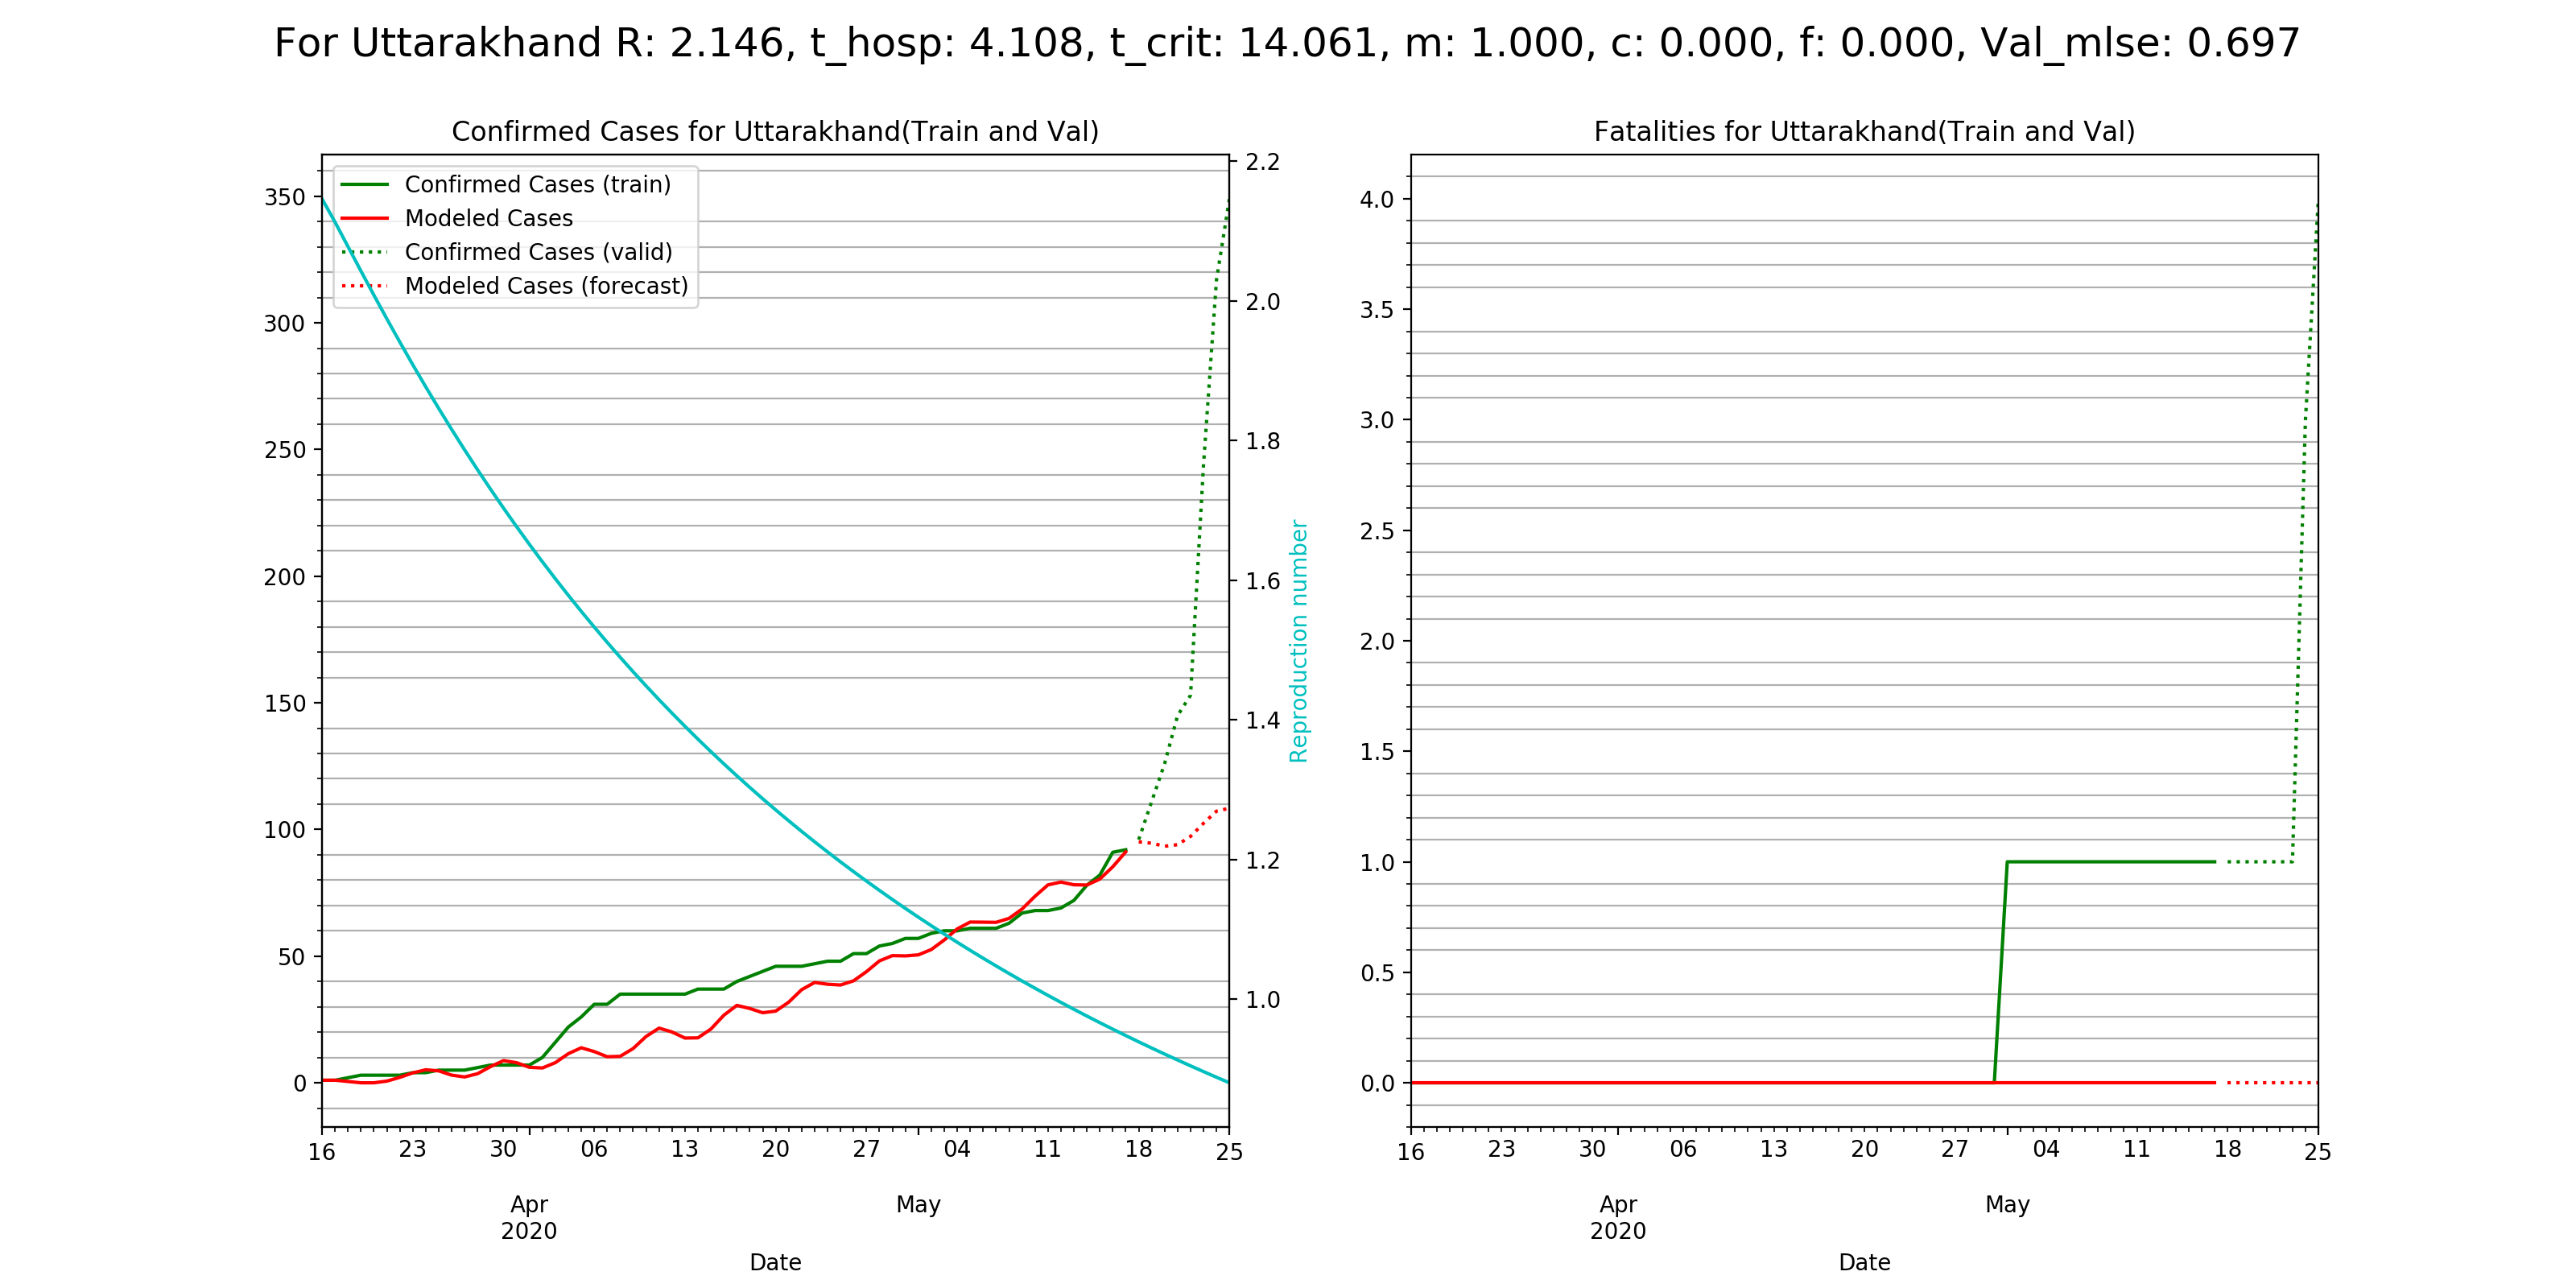 For Uttarakhand R: 2.146, t_hosp: 4.108, t_crit: 14.061, m: 1.000, c: 0.000, f: 0.000, Val_mlse: 0.697
Confirmed Cases for Uttarakhand(Train and Val)
Confirmed Cases (train)
Modeled Cases
Confirmed Cases (valid)
Modeled Cases (forecast)
350
300
250
200
150
100
50
0
2.2
2.0
1.8
1.6
1.4
1.2
1.0
Reproduction number
16 23 30 06 13 20 27 04 11 18 25
Apr May
2020
Date
Fatalities for Uttarakhand(Train and Val)
4.0
3.5
3.0
2.5
2.0
1.5
1.0
0.5
0.0
16 23 30 06 13 20 27 04 11 18 25
Apr May
2020
Date